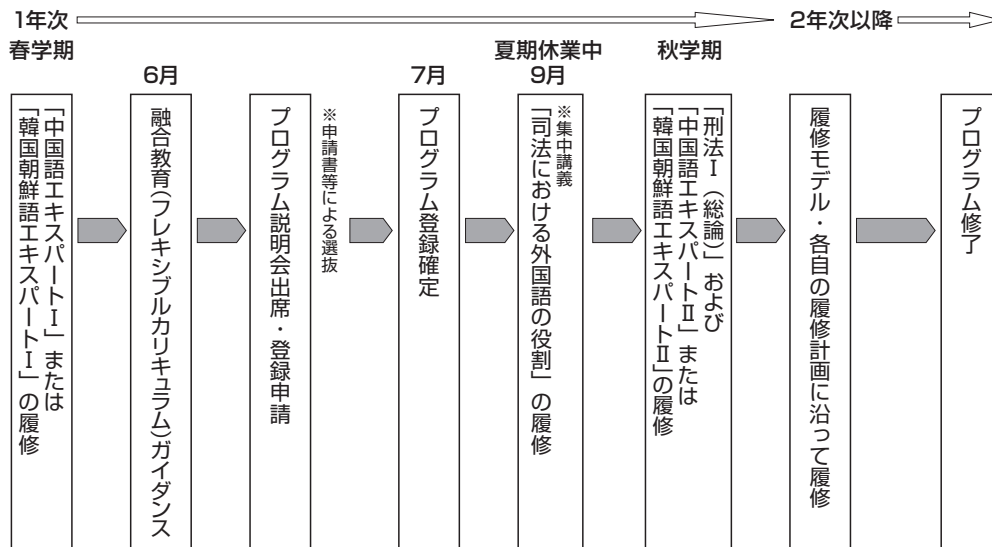 1年次
2年次以降
春学期
「中国語エキスパートⅠ」または
「韓国朝鮮語エキスパートⅠ」の履修
6月
融合教育(フレキシブルカリキュラム)ガイダンス
プログラム説明会出席・登録申請
※申請書等による選抜
7月
プログラム登録確定
夏期休業中
9月
※集中講義
「司法における外国語の役割」の履修
秋学期
「刑法Ⅰ(総論)」および
「中国語エキスパートⅡ」または
「韓国朝鮮語エキスパートⅡ」の履修
履修モデル・各自の履修計画に沿って履修
プログラム修了